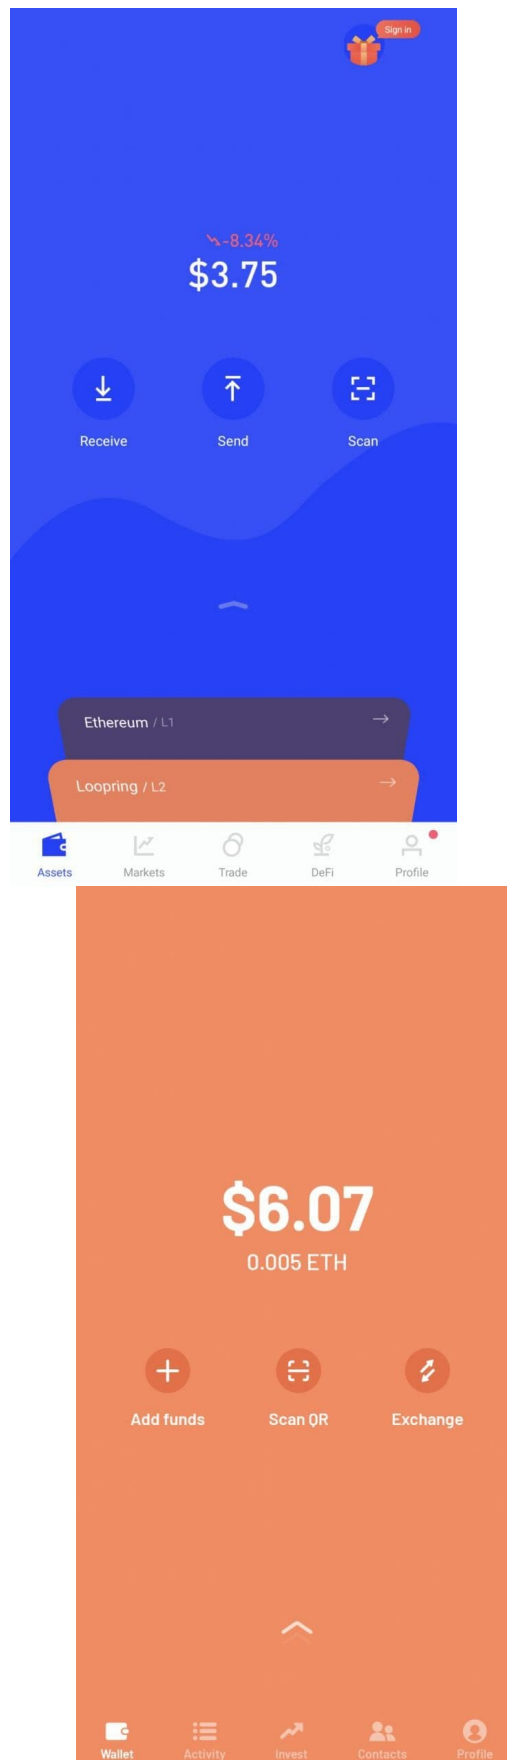 Sign in
-8.34%
$3.75
Receive Send Scan
Ethereum / L1
Loopring / L2
Assets Markets Trade DeFi Profile
$6.07
0.005 ETH
Add funds Scan QR Exchange
Wallet Activity Invest Contacts Profile